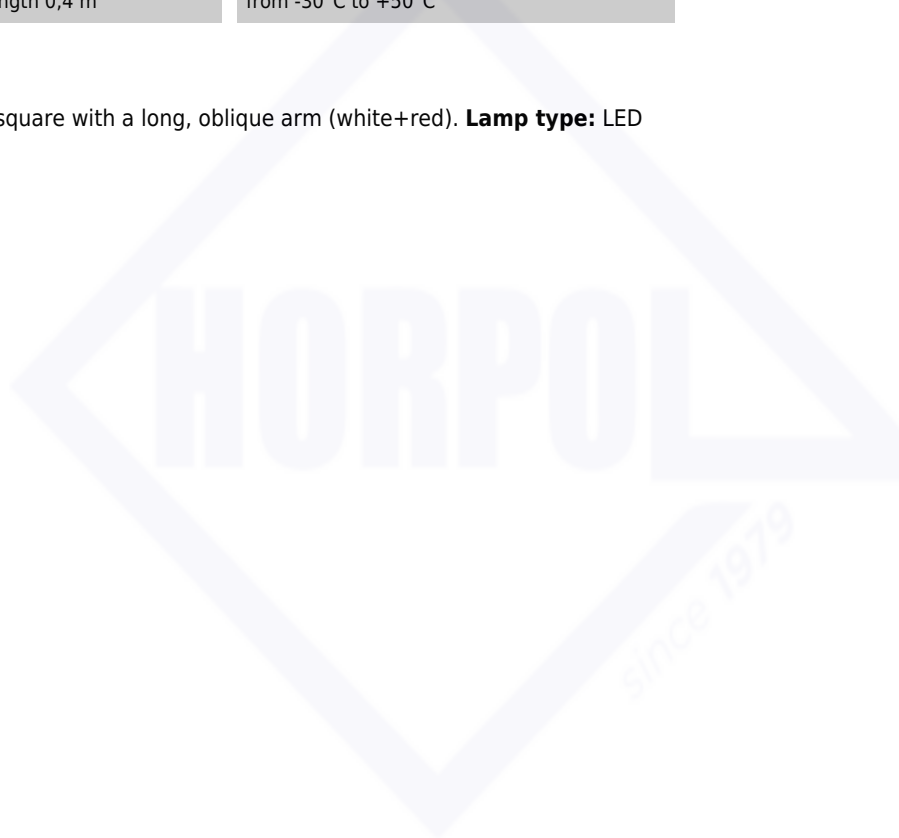 ngth 0,4 m from -30°C to +50°C
square with a long, oblique arm (white+red). Lamp type: LED
HORPOL
since 1979